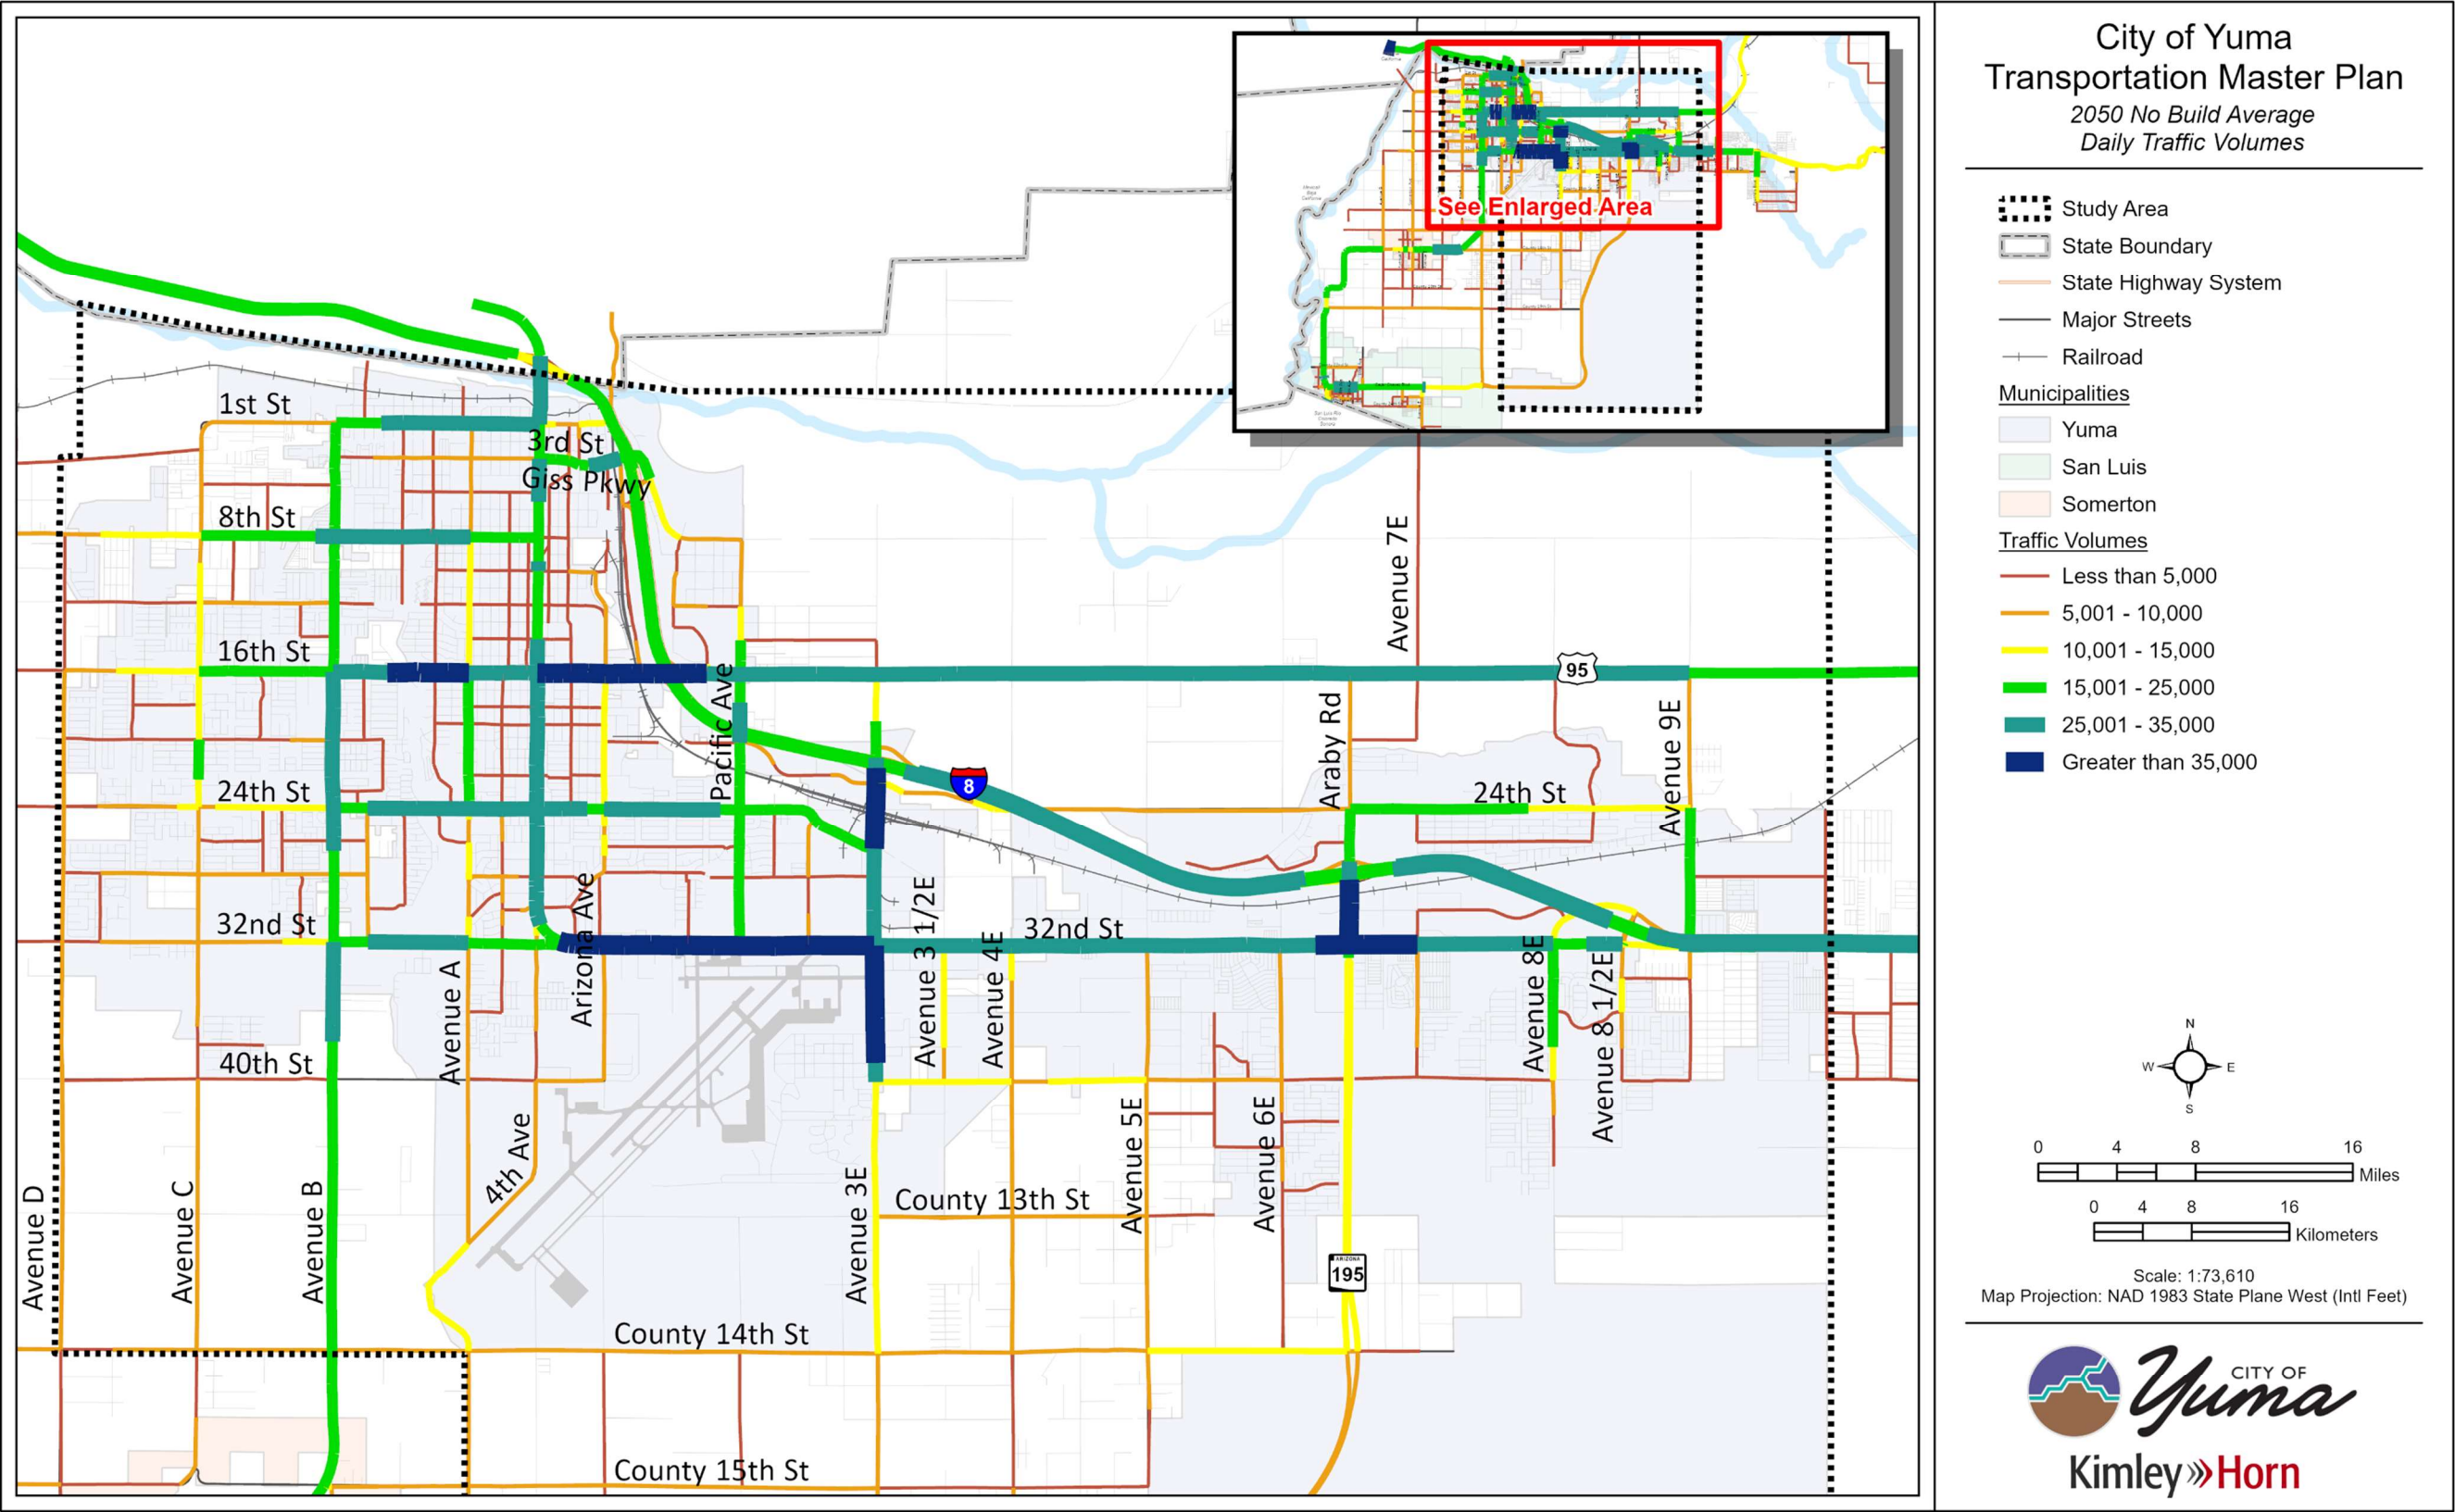 City of Yuma
Transportation Master Plan
2050 No Build Average
Daily Traffic Volumes
Study Area
State Boundary
State Highway System
Major Streets
Railroad
Municipalities
Yuma
San Luis
Somerton
Traffic Volumes
Less than 5,000
5,001 - 10,000
10,001 - 15,000
15,001 - 25,000
25,001 - 35,000
Greater than 35,000
N
W E
S
0 4 8 16
Miles
0 4 8 16
Kilometers
Scale: 1:73,610
Map Projection: NAD 1983 State Plane West (Intl Feet)
CITY OF
Yuma
Kimley»Horn
See Enlarged Area
1st St
3rd St
Giss Pkwy
8th St
16th St
95
Avenue 7E
Pacific Ave
8
Araby Rd
Avenue 9E
24th St
24th St
32nd St
32nd St
Arizona Ave
Avenue A
Avenue 3 1/2E
Avenue 4E
Avenue 8E
Avenue 8 1/2E
40th St
4th Ave
Avenue D
Avenue C
Avenue B
Avenue 3E
County 13th St
Avenue 5E
Avenue 6E
ARIZONA
195
County 14th St
County 15th St